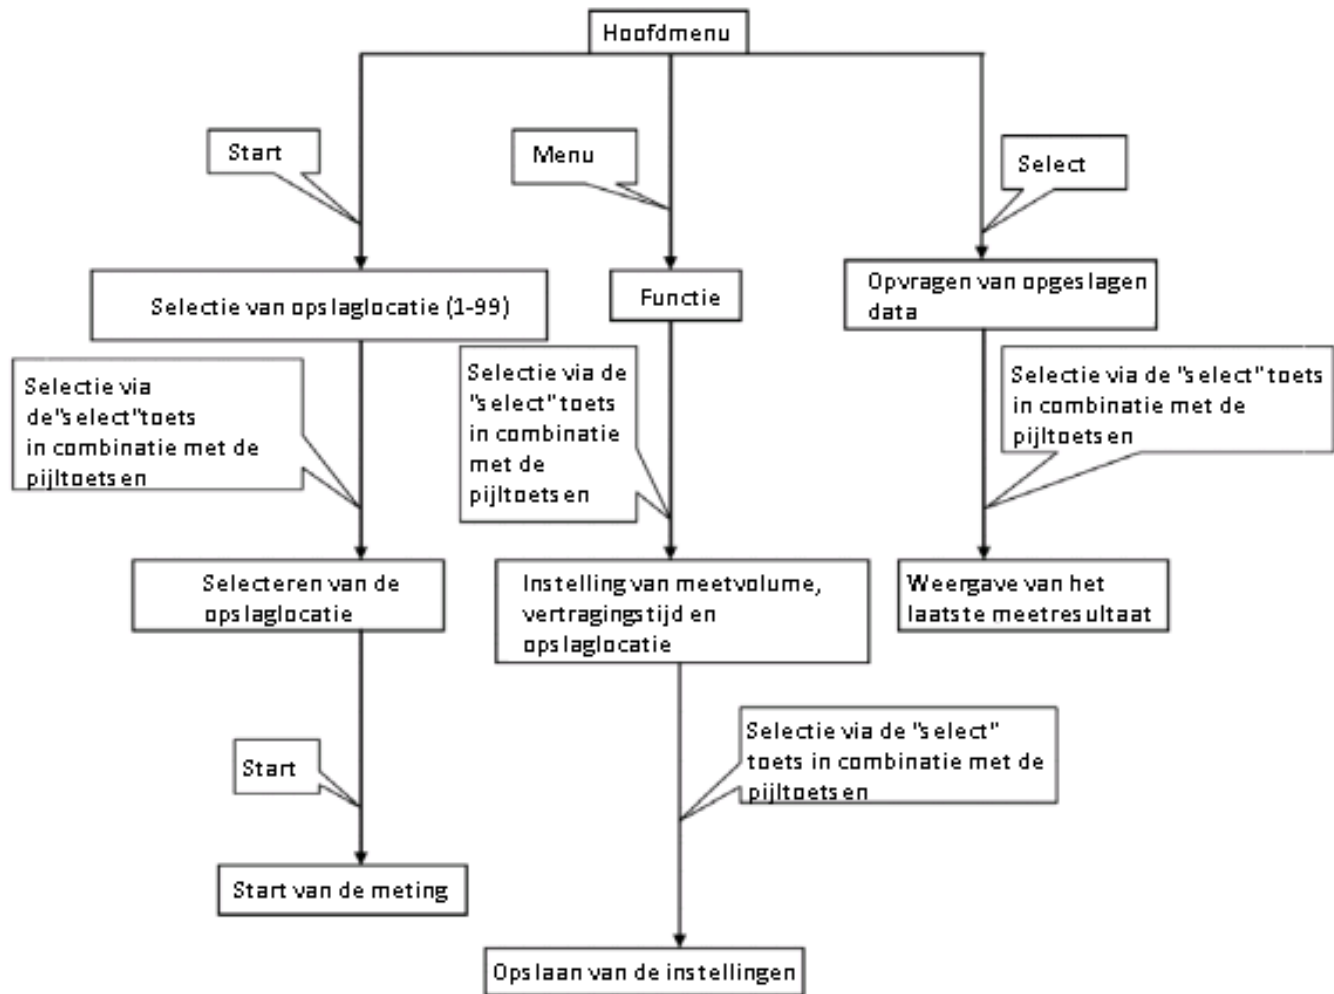 Hoofdmenu
Start
Menu
Select
Selectie van opslaglocatie (1-99)
Functie
Opvragen van opgeslagen
data
Selectie via
de"select"toets
in combinatie met de
pijltoetsen
Selectie via de
"select" toets
in combinatie
met de
pijltoetsen
Selectie via de "select" toets
in combinatie met de
pijltoetsen
Selecteren van de
opslaglocatie
Instelling van meetvolume,
vertragingstijd en
opslaglocatie
Weergave van het
laatste meetresultaat
Start
Selectie via de "select"
toets in combinatie met de
pijltoetsen
Start van de meting
Opslaan van de instellingen